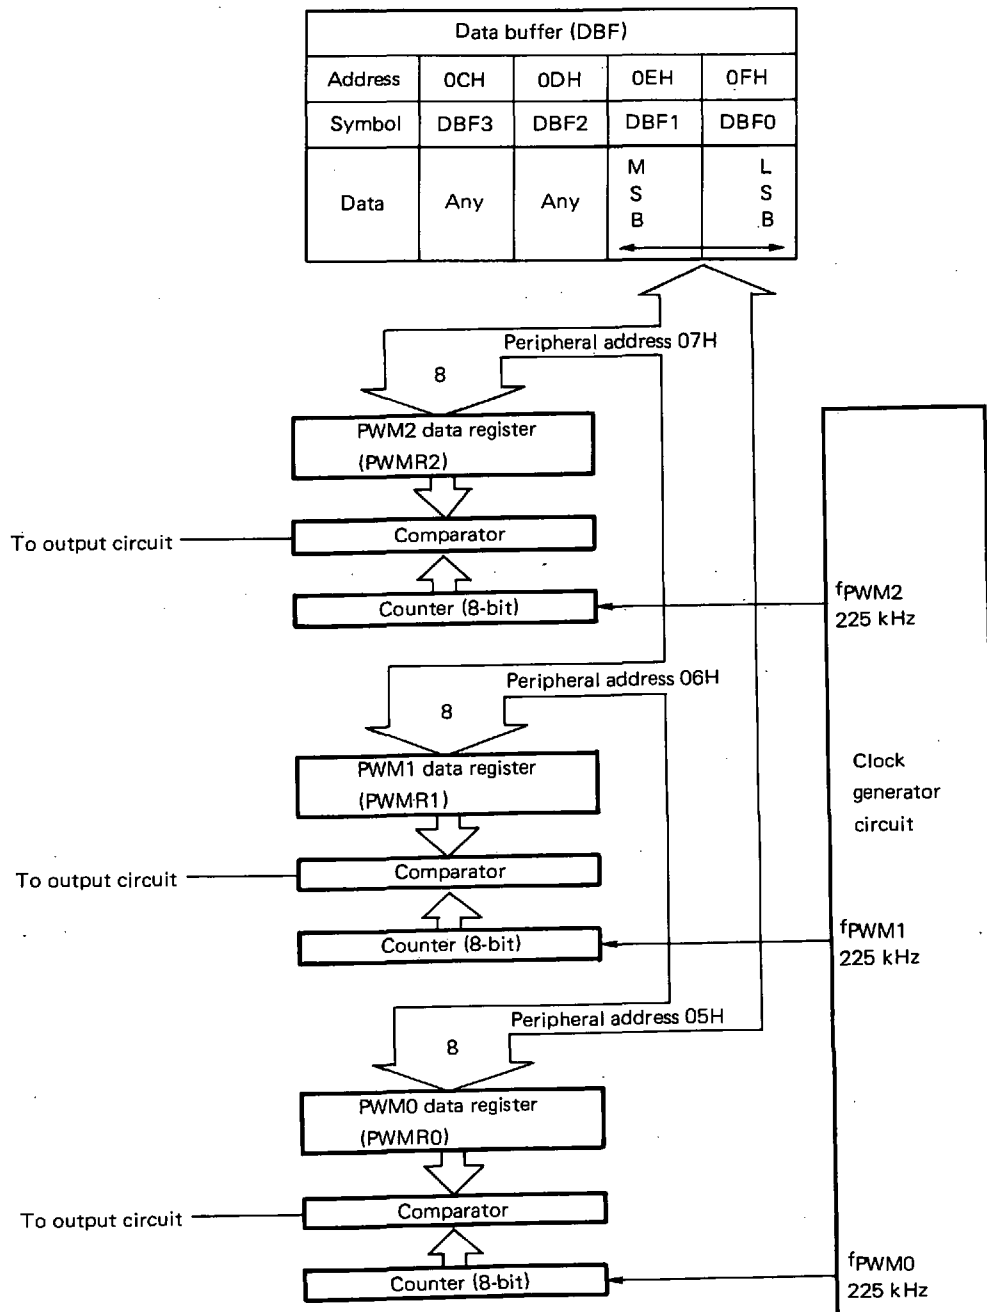 Data buffer (DBF)
Address 0CH 0DH 0EH 0FH
Symbol DBF3 DBF2 DBF1 DBF0
Data Any Any
M L
S S
B B
Peripheral address 07H
8
PWM2 data register
(PWMR2)
To output circuit
Comparator
Counter (8-bit)
fPWM2
225 kHz
Peripheral address 06H
8
PWM1 data register
(PWMR1)
Clock
generator
circuit
To output circuit
Comparator
Counter (8-bit)
fPWM1
225 kHz
Peripheral address 05H
8
PWM0 data register
(PWMR0)
To output circuit
Comparator
Counter (8-bit)
fPWM0
225 kHz